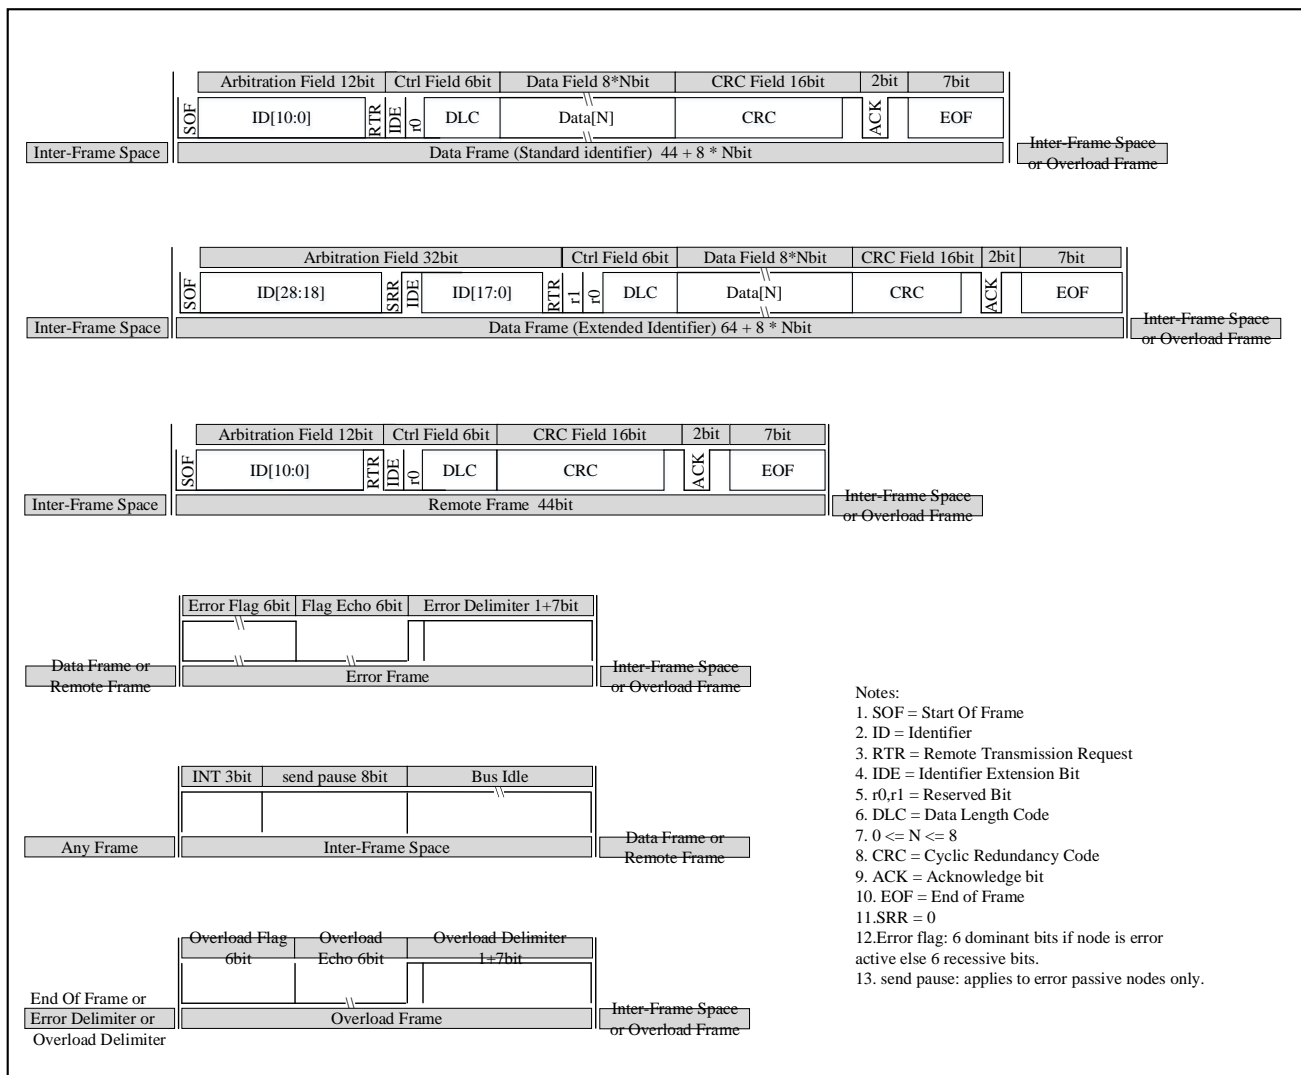 Arbitration Field 12bit Ctrl Field 6bit Data Field 8*Nbit CRC Field 16bit 2bit 7bit
SOF ID[10:0] RTR IDE r0 DLC Data[N] CRC ACK EOF
Inter-Frame Space Data Frame (Standard identifier) 44 + 8 * Nbit Inter-Frame Space
or Overload Frame
Arbitration Field 32bit Ctrl Field 6bit Data Field 8*Nbit CRC Field 16bit 2bit 7bit
SOF ID[28:18] SRR IDE ID[17:0] RTR r1 r0 DLC Data[N] CRC ACK EOF
Inter-Frame Space Data Frame (Extended Identifier) 64 + 8 * Nbit Inter-Frame Space
or Overload Frame
Arbitration Field 12bit Ctrl Field 6bit CRC Field 16bit 2bit 7bit
SOF ID[10:0] RTR IDE r0 DLC CRC ACK EOF
Inter-Frame Space Remote Frame 44bit Inter-Frame Space
or Overload Frame
Error Flag 6bit Flag Echo 6bit Error Delimiter 1+7bit
Data Frame or
Remote Frame Error Frame Inter-Frame Space
or Overload Frame
INT 3bit send pause 8bit Bus Idle
Any Frame Inter-Frame Space Data Frame or
Remote Frame
Overload Flag
6bit Overload
Echo 6bit Overload Delimiter
1+7bit
End Of Frame or
Error Delimiter or
Overload Delimiter Overload Frame Inter-Frame Space
or Overload Frame
Notes:
1. SOF = Start Of Frame
2. ID = Identifier
3. RTR = Remote Transmission Request
4. IDE = Identifier Extension Bit
5. r0,r1 = Reserved Bit
6. DLC = Data Length Code
7. 0 <= N <= 8
8. CRC = Cyclic Redundancy Code
9. ACK = Acknowledge bit
10. EOF = End of Frame
11.SRR = 0
12.Error flag: 6 dominant bits if node is error
active else 6 recessive bits.
13. send pause: applies to error passive nodes only.